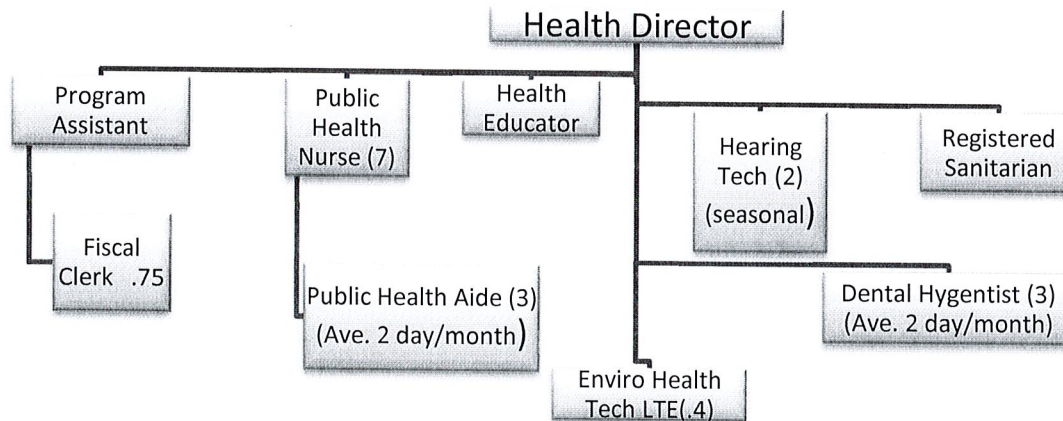 Health Director
Program
Assistant
Public
Health
Nurse (7)
Health
Educator
Hearing
Tech (2)
(seasonal)
Registered
Sanitarian
Fiscal
Clerk .75
Public Health Aide (3)
(Ave. 2 day/month)
Dental Hygentist (3)
(Ave. 2 day/month)
Enviro Health
Tech LTE(.4)